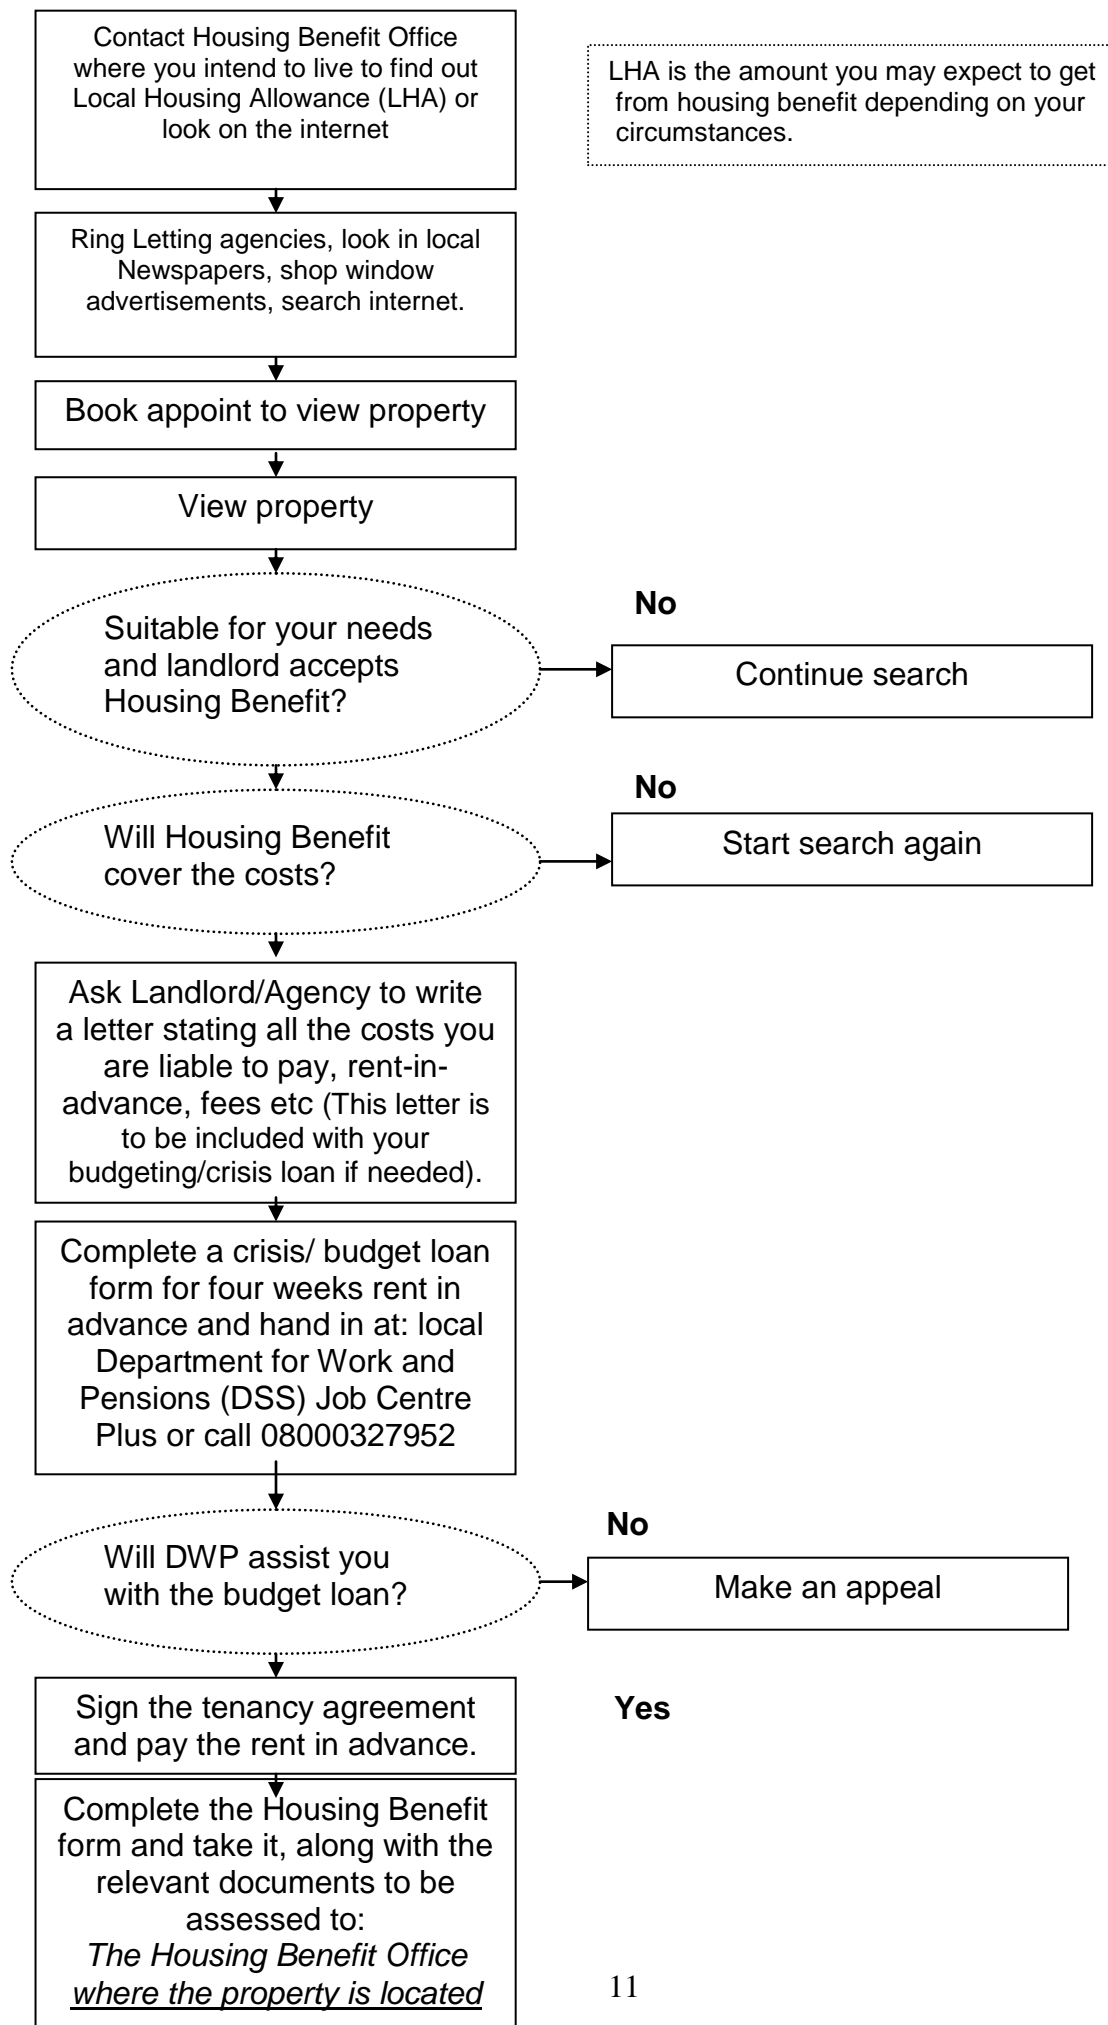 Contact Housing Benefit Office
where you intend to live to find out
Local Housing Allowance (LHA) or
look on the internet
LHA is the amount you may expect to get
from housing benefit depending on your
circumstances.
Ring Letting agencies, look in local
Newspapers, shop window
advertisements, search internet.
Book appoint to view property
View property
Suitable for your needs
and landlord accepts
Housing Benefit?
No
Continue search
Will Housing Benefit
cover the costs?
No
Start search again
Ask Landlord/Agency to write
a letter stating all the costs you
are liable to pay, rent-in-
advance, fees etc (This letter is
to be included with your
budgeting/crisis loan if needed).
Complete a crisis/ budget loan
form for four weeks rent in
advance and hand in at: local
Department for Work and
Pensions (DSS) Job Centre
Plus or call 08000327952
Will DWP assist you
with the budget loan?
No
Make an appeal
Sign the tenancy agreement
and pay the rent in advance.
Yes
Complete the Housing Benefit
form and take it, along with the
relevant documents to be
assessed to:
The Housing Benefit Office
where the property is located
11